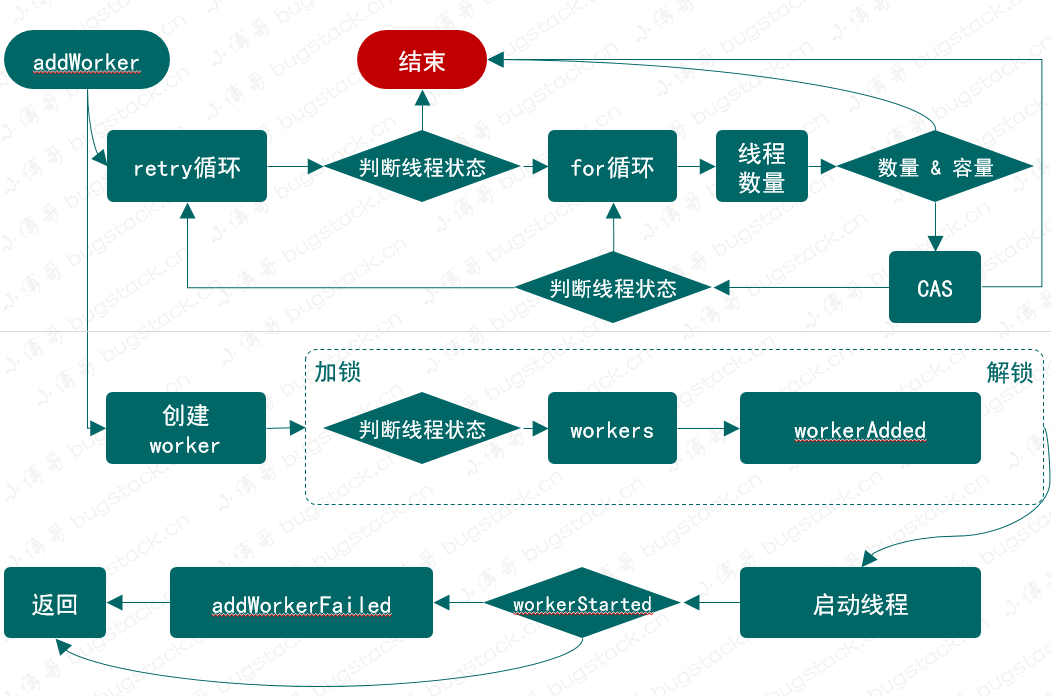 addWorker
结束
retry循环
判断线程状态
for循环
线程
数量
数量 & 容量
判断线程状态
CAS
加锁
解锁
创建
worker
判断线程状态
workers
workerAdded
返回
addWorkerFailed
workerStarted
启动线程
小傅哥 bugstack.cn